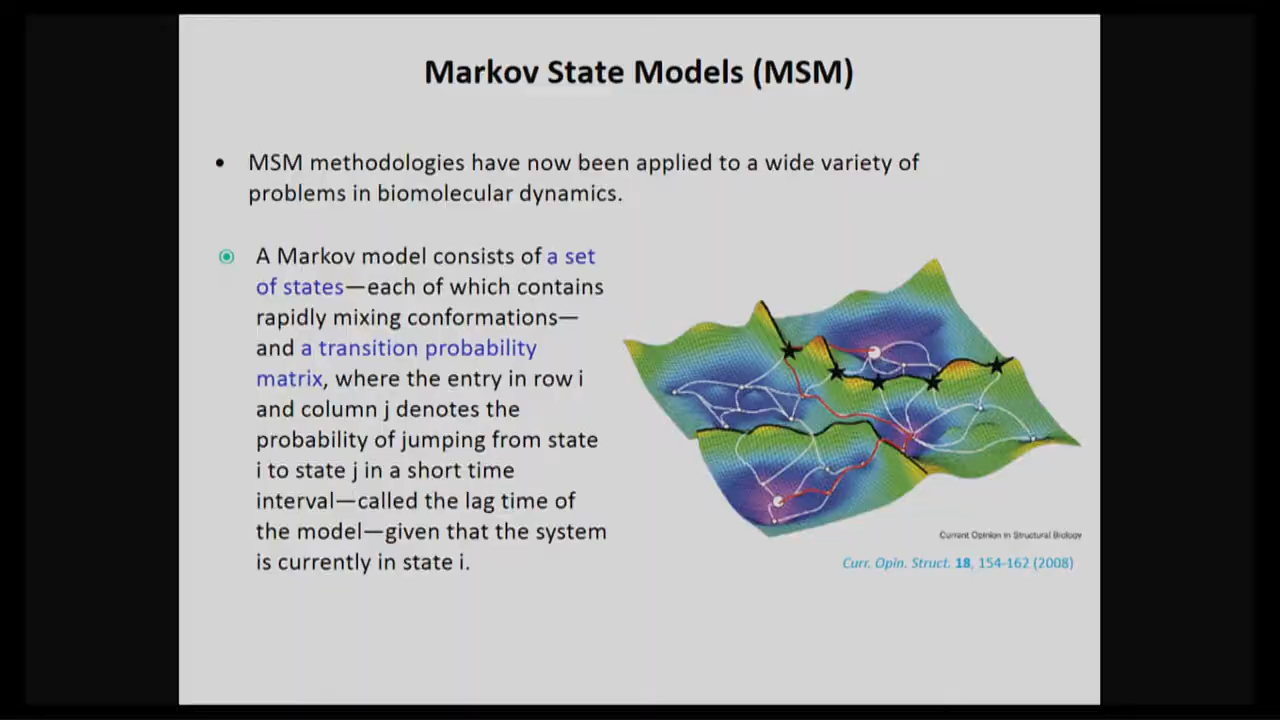 Markov State Models (MSM)
• MSM methodologies have now been applied to a wide variety of
problems in biomolecular dynamics.
A Markov model consists of a set
of states—each of which contains
rapidly mixing conformations—
and a transition probability
matrix, where the entry in row i
and column j denotes the
probability of jumping from state
i to state j in a short time
interval—called the lag time of
the model—given that the system
is currently in state i.
Current Opinion in Structural Biology
Curr. Opin. Struct. 18, 154-162 (2008)